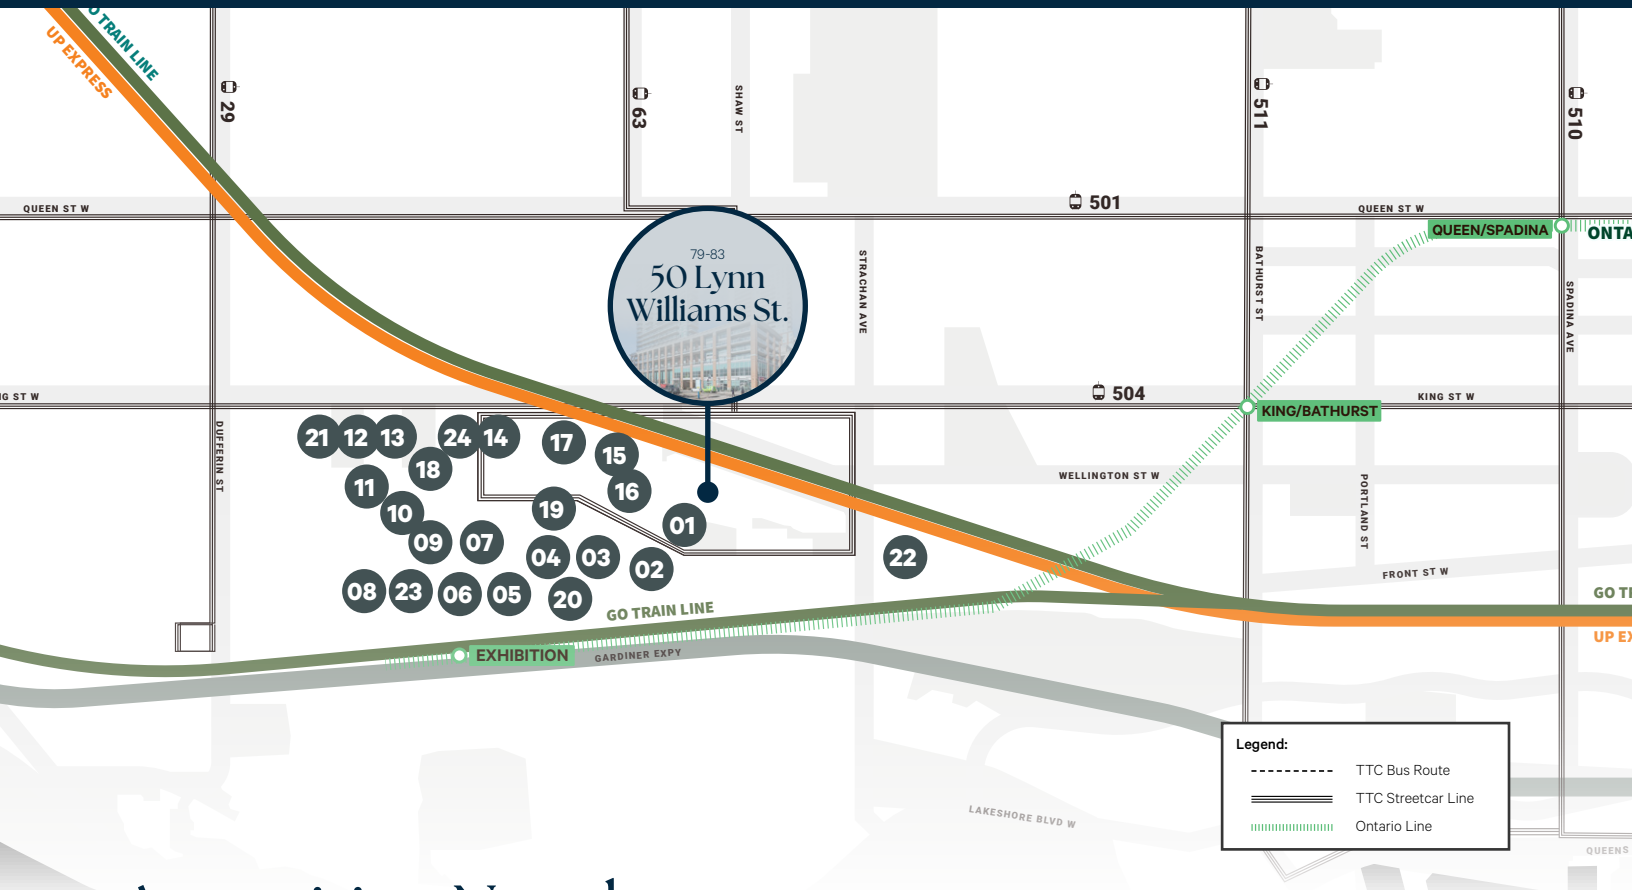 GO TRAIN LINE
UP EXPRESS
29
63
SHAW ST
511
510
501
QUEEN ST W
QUEEN ST W
QUEEN/SPADINA
79-83
50 Lynn
Williams St.
STRACHAN AVE
BATHURST ST
SPADINA AVE
504
KING ST W
KING/BATHURST
DUFFERIN ST
21
12
13
24
14
17
15
18
11
16
10
19
01
09
07
04
03
02
22
08
23
06
05
20
WELLINGTON ST W
PORTLAND ST
FRONT ST W
GO TRAIN LINE
EXHIBITION
GARDINER EXPY
LAKESHORE BLVD W
Legend:
TTC Bus Route
TTC Streetcar Line
Ontario Line
QUEENS